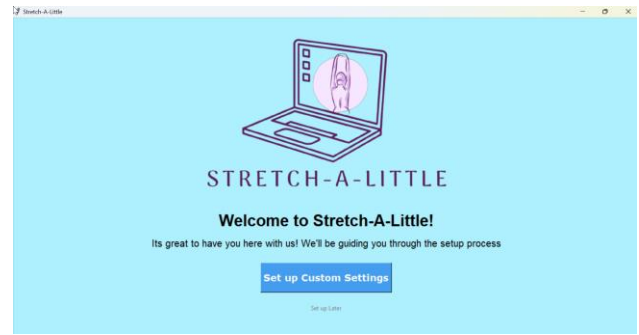 Stretch-A-Little
STRETCH-A-LITTLE
Welcome to Stretch-A-Little!
Its great to have you here with us! We'll be guiding you through the setup process
Set up Custom Settings
Set up Later